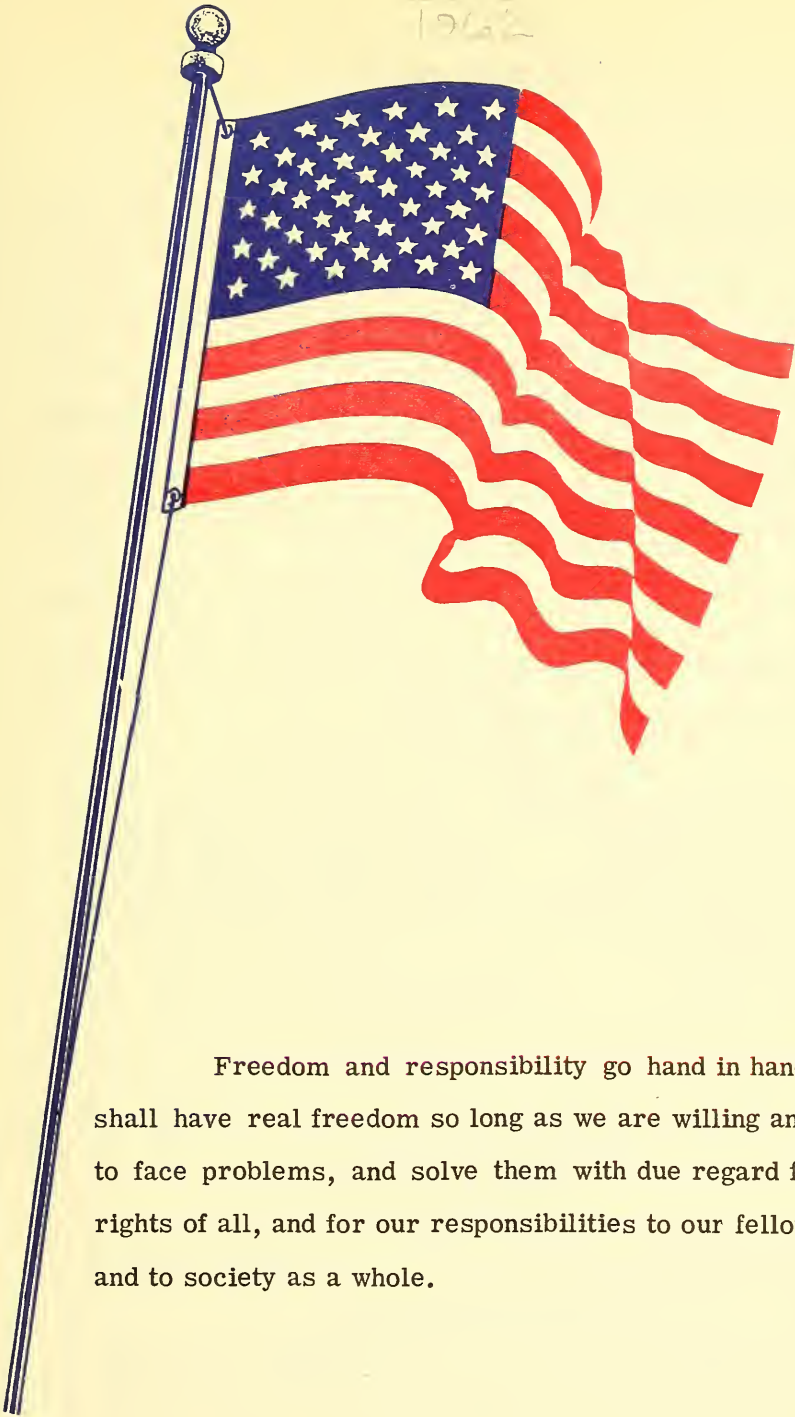 1962
Freedom and responsibility go hand in han
shall have real freedom so long as we are willing an
to face problems, and solve them with due regard f
rights of all, and for our responsibilities to our fello
and to society as a whole.